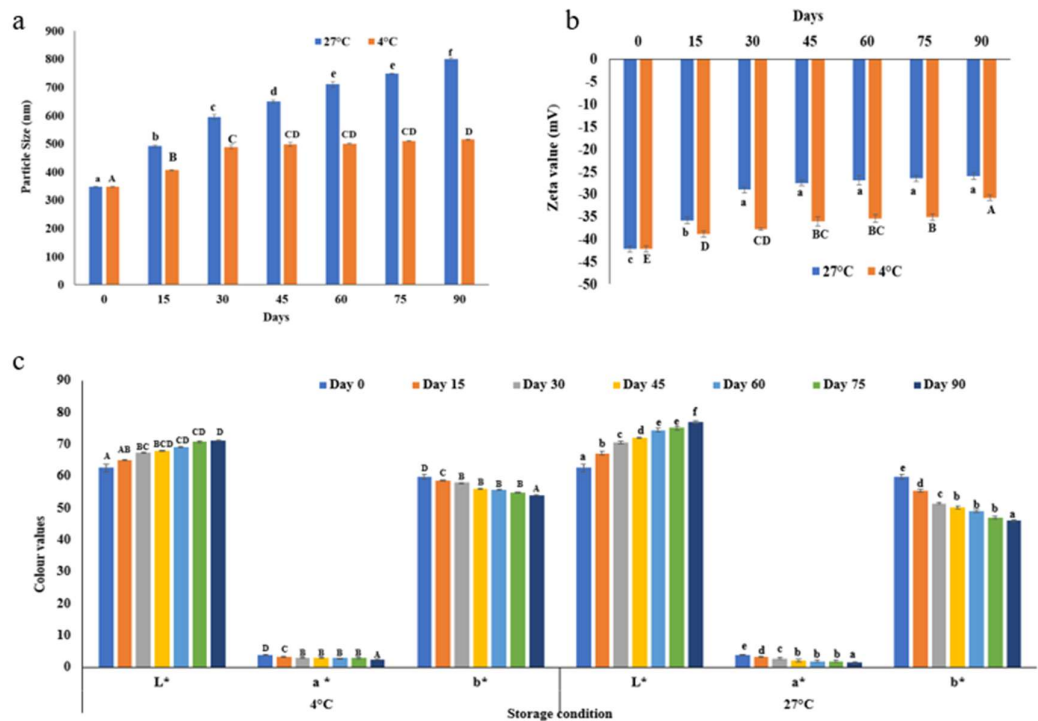 a
27°C 4°C
900
800
700
600
500
400
300
200
100
0
Particle Size (nm)
a A b B c C d CD e CD e CD f D
0 15 30 45 60 75 90
Days
b
Days
0 15 30 45 60 75 90
0
-5
-10
-15
-20
-25
-30
-35
-40
-45
-50
Zeta value (mV)
c E b D a CD a BC a BC a B a A
27°C 4°C
c
Day 0 Day 15 Day 30 Day 45 Day 60 Day 75 Day 90
90
80
70
60
50
40
30
20
10
0
Colour values
A AB BC BCD CD CD D
D C B B B B A
D C B B B B A
a b c d e e f
e d c b b b a
e d c b b b a
L* a * b* L* a* b*
4°C 27°C
Storage condition